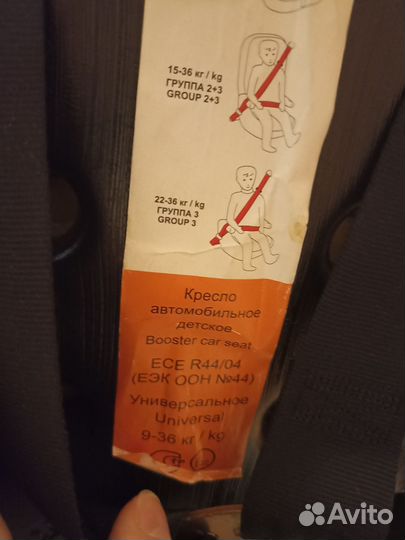 15-36 кг / kg
ГРУППА 2+3
GROUP 2+3
22-36 кг / kg
ГРУППА 3
GROUP 3
Кресло
автомобильное
детское
Booster car seat
ECE R44/04
(ЕЭК ООН №44)
Универсальное
Universal
9-36 кг / kg
Avito